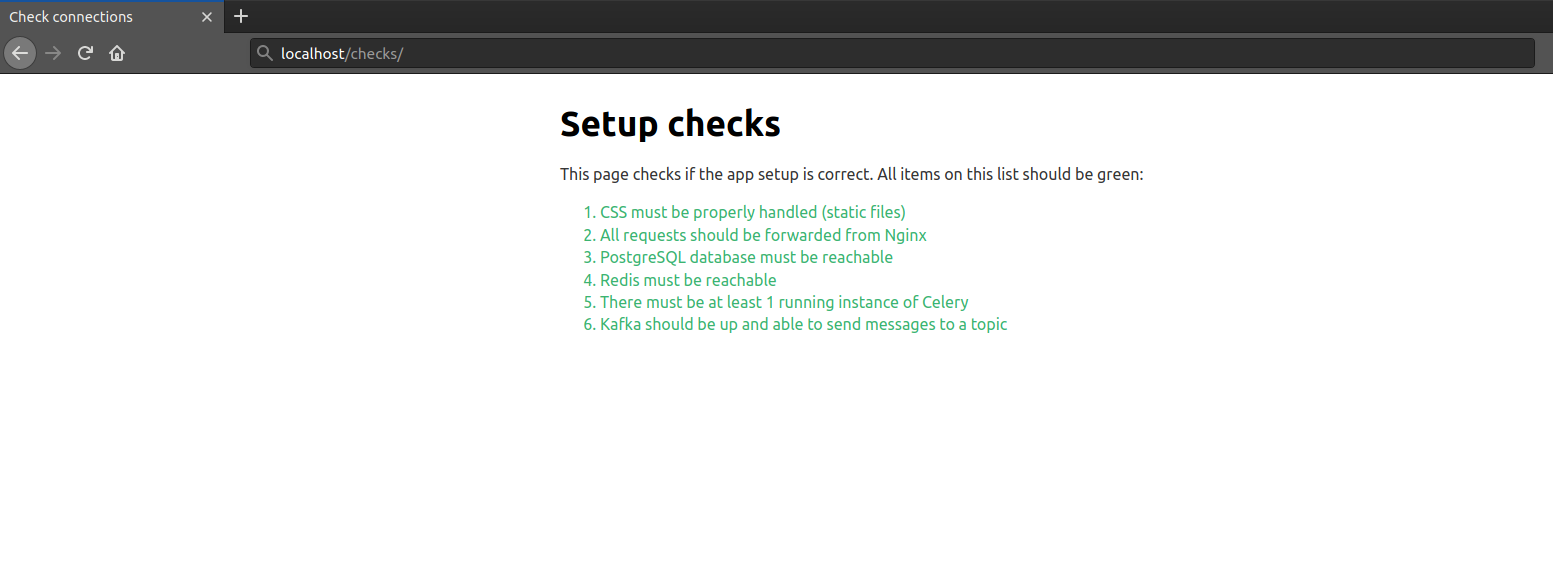 Check connections
localhost/checks/
Setup checks
This page checks if the app setup is correct. All items on this list should be green:
1. CSS must be properly handled (static files)
2. All requests should be forwarded from Nginx
3. PostgreSQL database must be reachable
4. Redis must be reachable
5. There must be at least 1 running instance of Celery
6. Kafka should be up and able to send messages to a topic